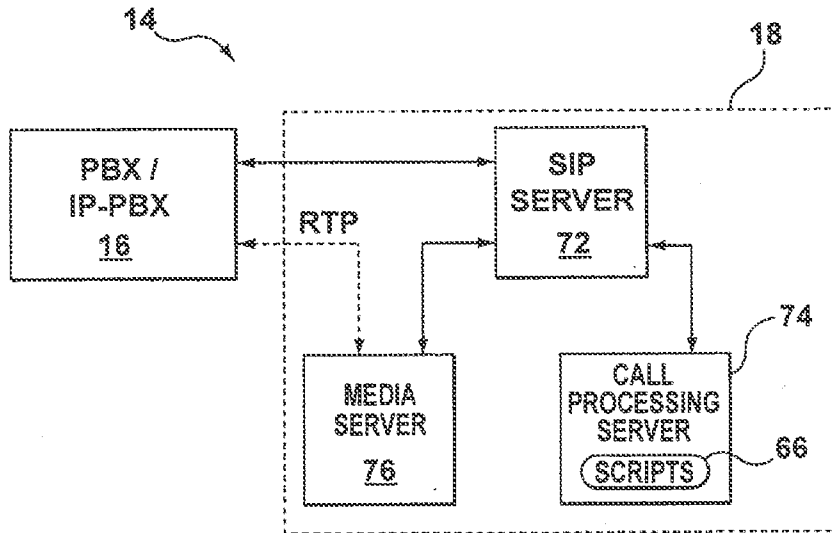 14
18
PBX /
IP-PBX
16
RTP
SIP
SERVER
72
MEDIA
SERVER
76
CALL
PROCESSING
SERVER
SCRIPTS
74
66